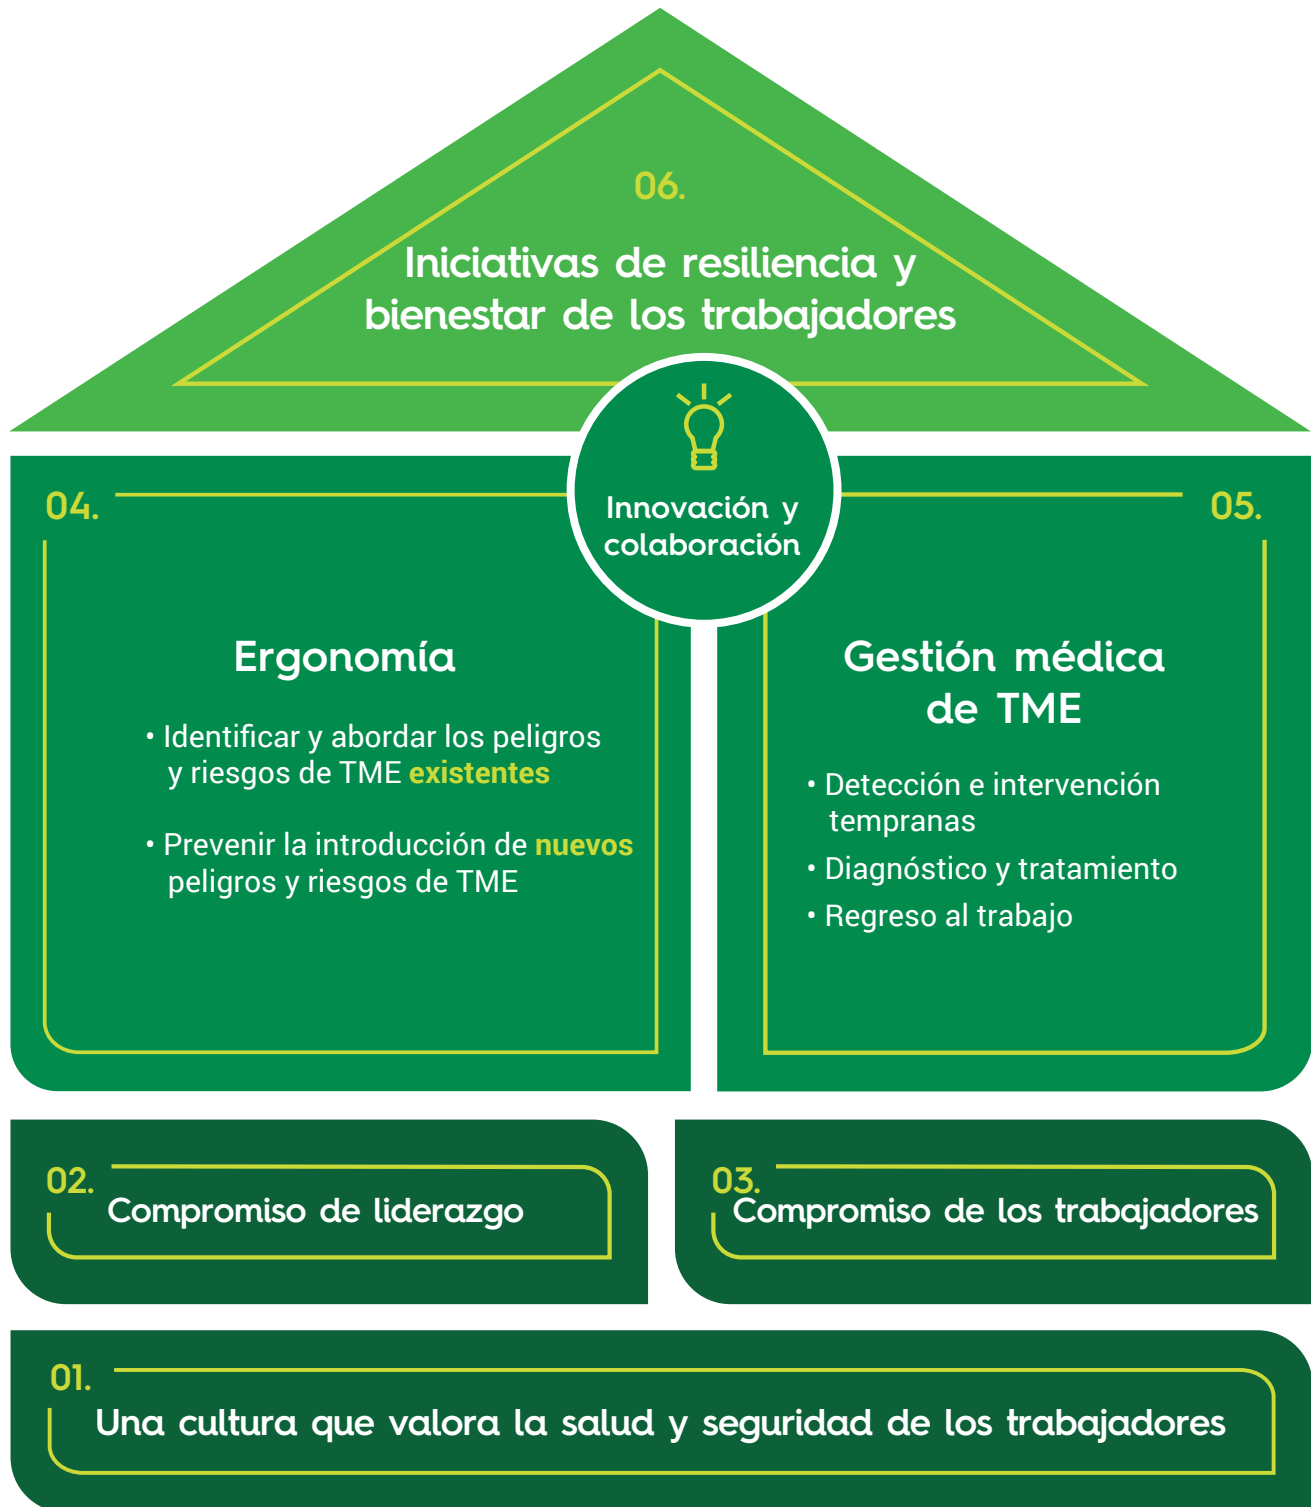 06.
Iniciativas de resiliencia y
bienestar de los trabajadores
Innovación y
colaboración
04.
Ergonomía
• Identificar y abordar los peligros
y riesgos de TME existentes
• Prevenir la introducción de nuevos
peligros y riesgos de TME
05.
Gestión médica
de TME
• Detección e intervención
tempranas
• Diagnóstico y tratamiento
• Regreso al trabajo
02.
Compromiso de liderazgo
03.
Compromiso de los trabajadores
01.
Una cultura que valora la salud y seguridad de los trabajadores